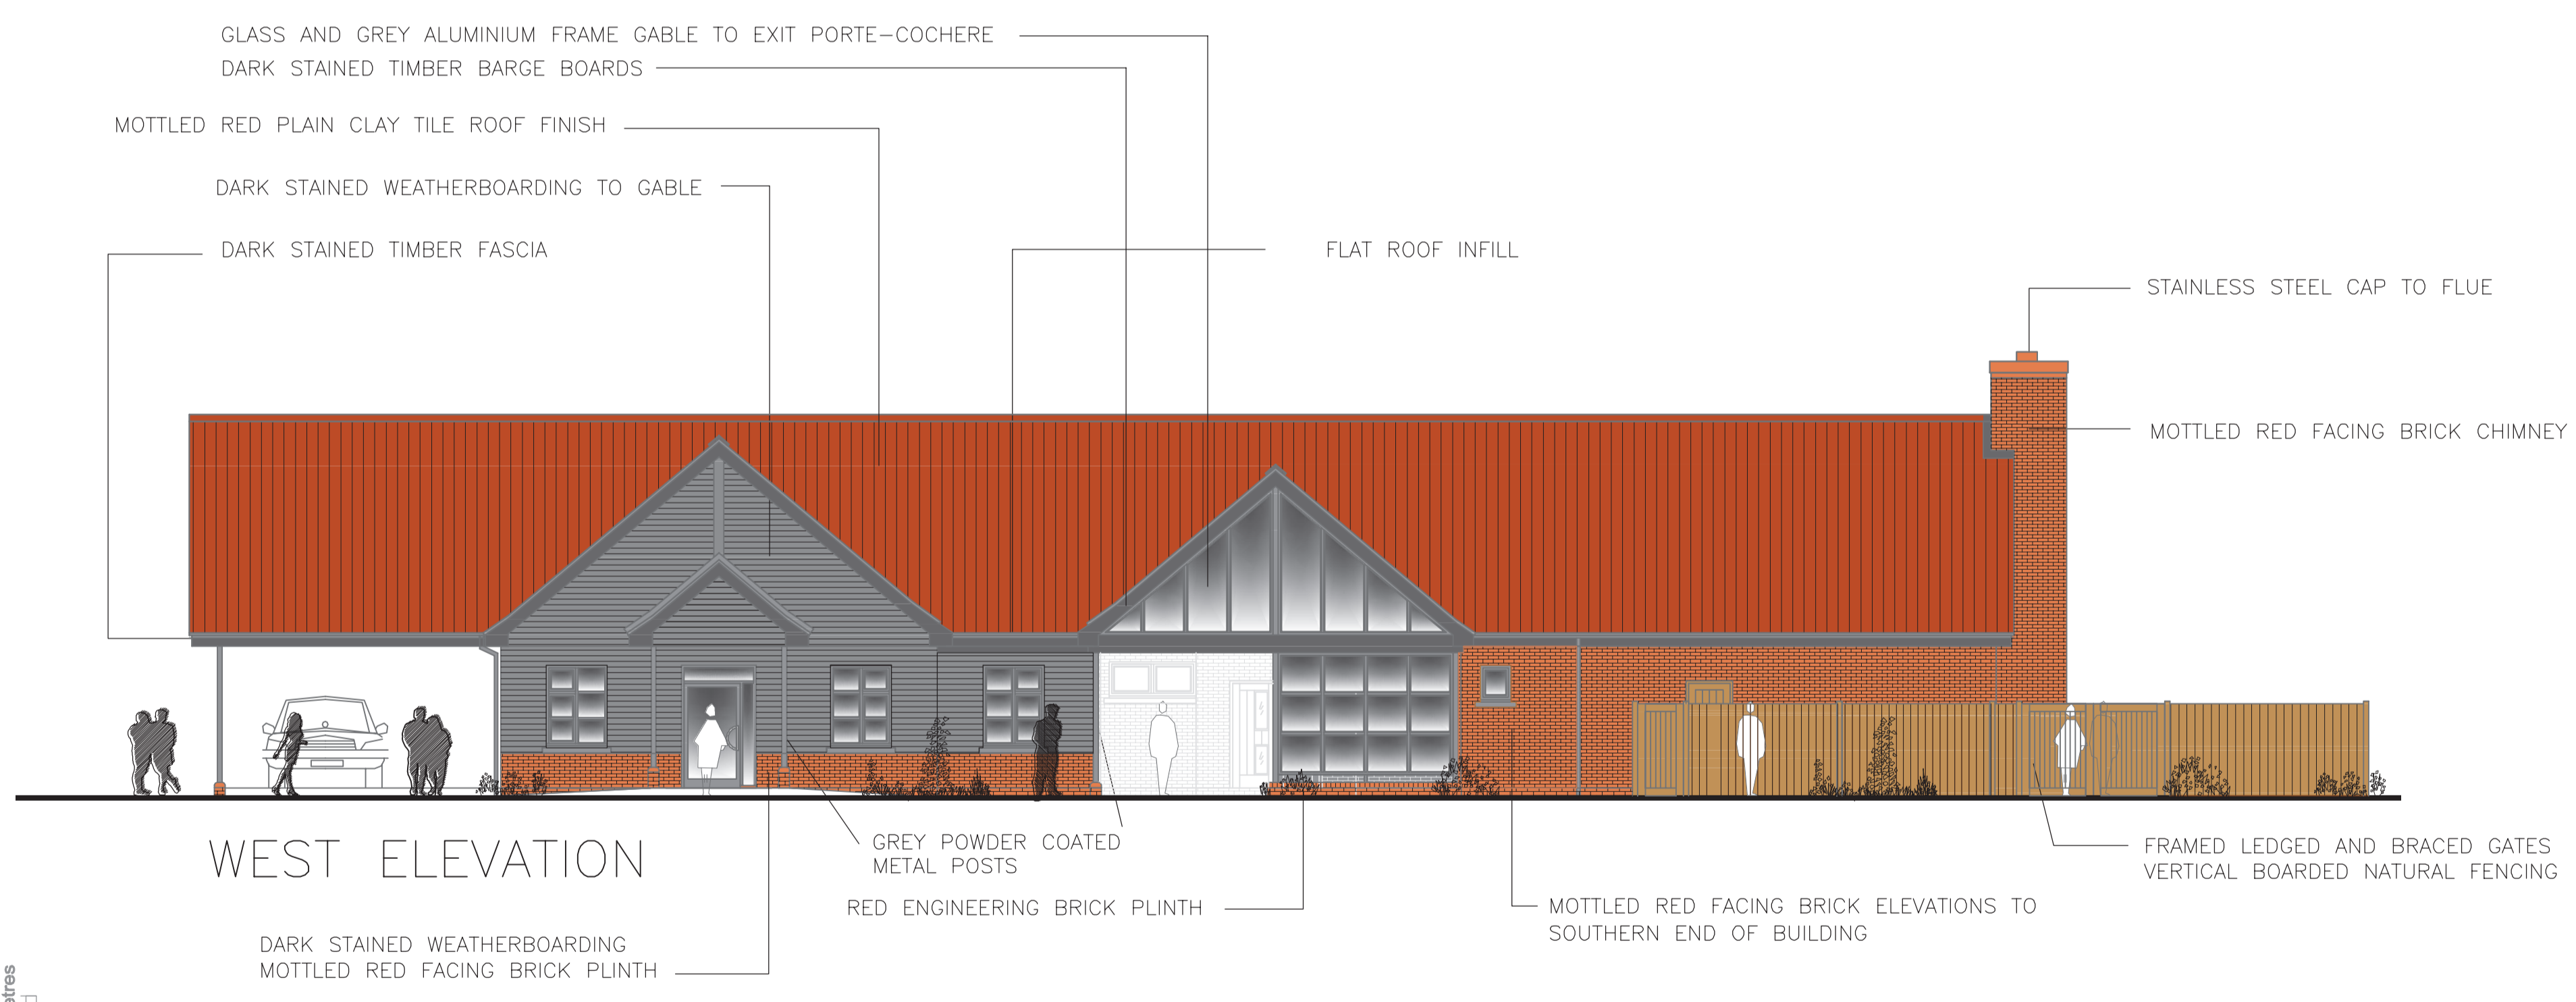 GLASS AND GREY ALUMINIUM FRAME GABLE TO EXIT PORTE-COCHERE
DARK STAINED TIMBER BARGE BOARDS
MOTTLED RED PLAIN CLAY TILE ROOF FINISH
DARK STAINED WEATHERBOARDING TO GABLE
DARK STAINED TIMBER FASCIA
FLAT ROOF INFILL
STAINLESS STEEL CAP TO FLUE
MOTTLED RED FACING BRICK CHIMNEY
WEST ELEVATION
GREY POWDER COATED
METAL POSTS
RED ENGINEERING BRICK PLINTH
DARK STAINED WEATHERBOARDING
MOTTLED RED FACING BRICK PLINTH
MOTTLED RED FACING BRICK ELEVATIONS TO
SOUTHERN END OF BUILDING
FRAMED LEDGED AND BRACED GATES
VERTICAL BOARDED NATURAL FENCING